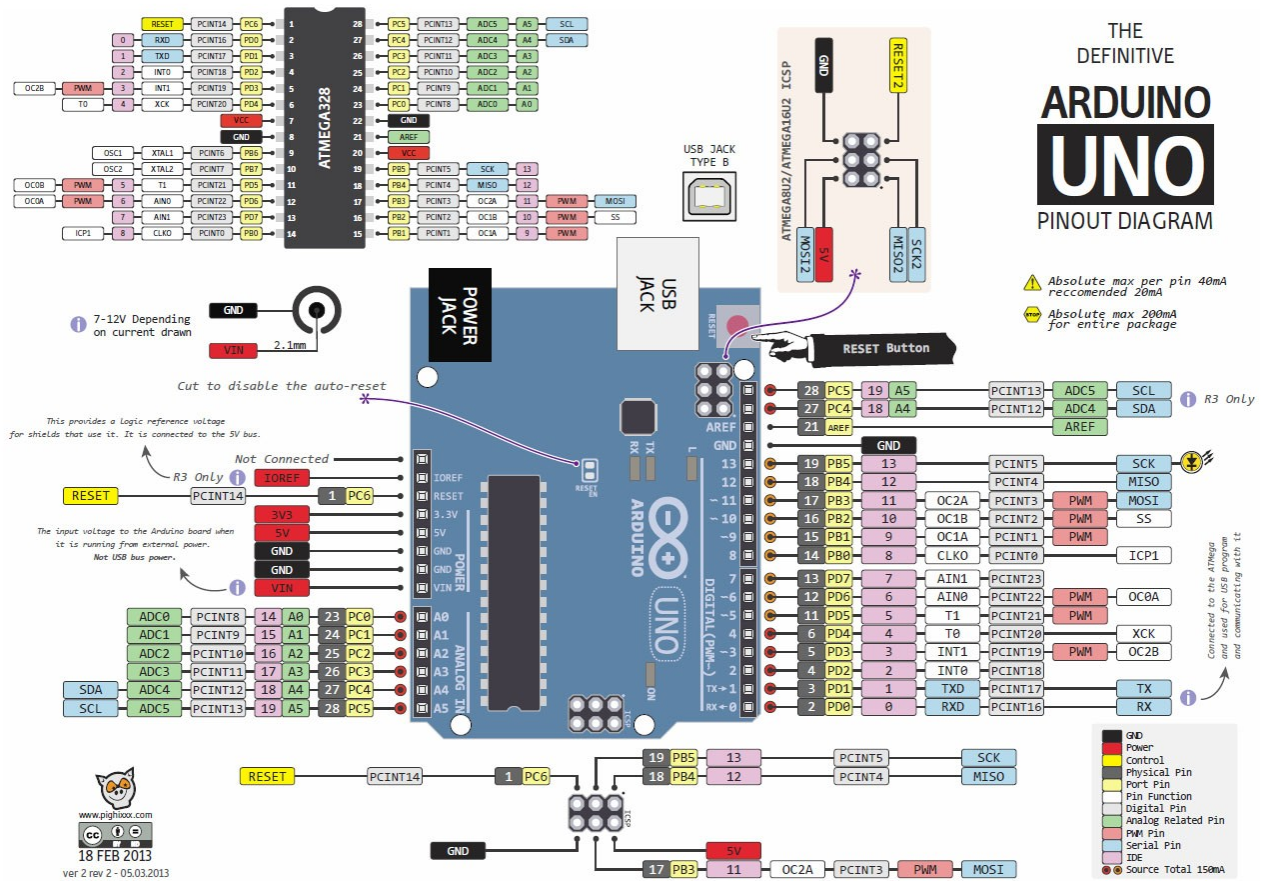 THE
DEFINITIVE
ARDUINO
UNO
PINOUT DIAGRAM
RESET PCINT14 PC6 1
0 RXD PCINT16 PD0 2
1 TXD PCINT17 PD1 3
2 INT0 PCINT18 PD2 4
OC2B PWM 3 INT1 PCINT19 PD3 5
T0 4 XCK PCINT20 PD4 6
VCC 7
GND 8
OSC1 XTAL1 PCINT6 PB6 9
OSC2 XTAL2 PCINT7 PB7 10
OC0B PWM 5 T1 PCINT21 PD5 11
OC0A PWM 6 AIN0 PCINT22 PD6 12
7 AIN1 PCINT23 PD7 13
ICP1 8 CLKO PCINT0 PB0 14
ATMEGA328
28 PC5 PCINT13 ADC5 A5 SCL
27 PC4 PCINT12 ADC4 A4 SDA
26 PC3 PCINT11 ADC3 A3
25 PC2 PCINT10 ADC2 A2
24 PC1 PCINT9 ADC1 A1
23 PC0 PCINT8 ADC0 A0
22 GND
21 AREF
20 VCC
19 PB5 PCINT5 SCK 13
18 PB4 PCINT4 MISO 12
17 PB3 PCINT3 OC2A 11 PWM MOSI
16 PB2 PCINT2 OC1B 10 PWM SS
15 PB1 PCINT1 OC1A 9 PWM
USB JACK
TYPE B
ATMEGA8U2/ATMEGA16U2 ICSP
GND
RESET2
MOSI2
5V
MISO2
SCK2
Absolute max per pin 40mA
reccomended 20mA
STOP
Absolute max 200mA
for entire package
7-12V Depending
on current drawn
GND
VIN 2.1mm
POWER
JACK
USB
JACK
RESET
RESET Button
Cut to disable the auto-reset
This provides a logic reference voltage
for shields that use it. It is connected to the 5V bus.
Not Connected
R3 Only IOREF
RESET PCINT14 1 PC6
3V3
5V
GND
GND
VIN
The input voltage to the Arduino board when
it is running from external power.
Not USB bus power.
ADC0 PCINT8 14 A0 23 PC0
ADC1 PCINT9 15 A1 24 PC1
ADC2 PCINT10 16 A2 25 PC2
ADC3 PCINT11 17 A3 26 PC3
SDA ADC4 PCINT12 18 A4 27 PC4
SCL ADC5 PCINT13 19 A5 28 PC5
IOREF
RESET
3.3V
5V
GND
GND
VIN
POWER
A0
A1
A2
A3
A4
A5
ANALOG IN
RESET
EN
RX
TX
L
ARDUINO
UNO
ON
ICSP
AREF
GND
13
12
~11
~10
~9
8
7
~6
~5
4
~3
2
TX→1
RX←0
DIGITAL(PWM~)
28 PC5 19 A5 PCINT13 ADC5 SCL
27 PC4 18 A4 PCINT12 ADC4 SDA
R3 Only
21 AREF AREF
GND
19 PB5 13 PCINT5 SCK
18 PB4 12 PCINT4 MISO
17 PB3 11 OC2A PCINT3 PWM MOSI
16 PB2 10 OC1B PCINT2 PWM SS
15 PB1 9 OC1A PCINT1 PWM
14 PB0 8 CLKO PCINT0 ICP1
13 PD7 7 AIN1 PCINT23
12 PD6 6 AIN0 PCINT22 PWM OC0A
11 PD5 5 T1 PCINT21 PWM
6 PD4 4 T0 PCINT20 XCK
5 PD3 3 INT1 PCINT19 PWM OC2B
4 PD2 2 INT0 PCINT18
3 PD1 1 TXD PCINT17 TX
2 PD0 0 RXD PCINT16 RX
Connected to the ATMega
and used for USB program
and communicating with it
RESET PCINT14 1 PC6
19 PB5 13 PCINT5 SCK
18 PB4 12 PCINT4 MISO
ICSP
GND
5V
17 PB3 11 OC2A PCINT3 PWM MOSI
GND
Power
Control
Physical Pin
Port Pin
Pin Function
Digital Pin
Analog Related Pin
PWM Pin
Serial Pin
IDE
Source Total 150mA
www.pighixxx.com
cc
BY ND
18 FEB 2013
ver 2 rev 2 - 05.03.2013